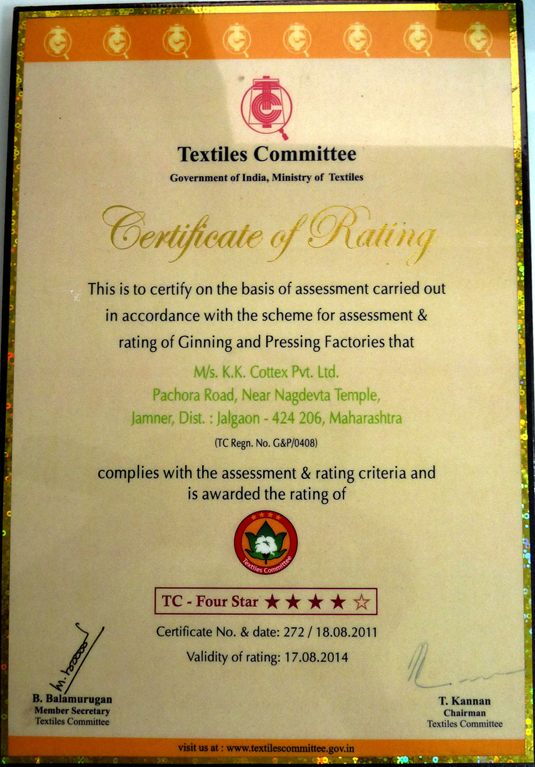 Textiles Committee
Government of India, Ministry of Textiles
Certificate of Rating
This is to certify on the basis of assessment carried out
in accordance with the scheme for assessment &
rating of Ginning and Pressing Factories that
M/s. K.K. Cottex Pvt. Ltd.
Pachora Road, Near Nagdevta Temple,
Jamner, Dist. : Jalgaon - 424 206, Maharashtra
(TC Regn. No. G&P/0408)
complies with the assessment & rating criteria and
is awarded the rating of
Textiles Committee
TC - Four Star ★★★★☆
Certificate No. & date: 272 / 18.08.2011
Validity of rating: 17.08.2014
B. Balamurugan
Member Secretary
Textiles Committee
T. Kannan
Chairman
Textiles Committee
visit us at : www.textilescommittee.gov.in